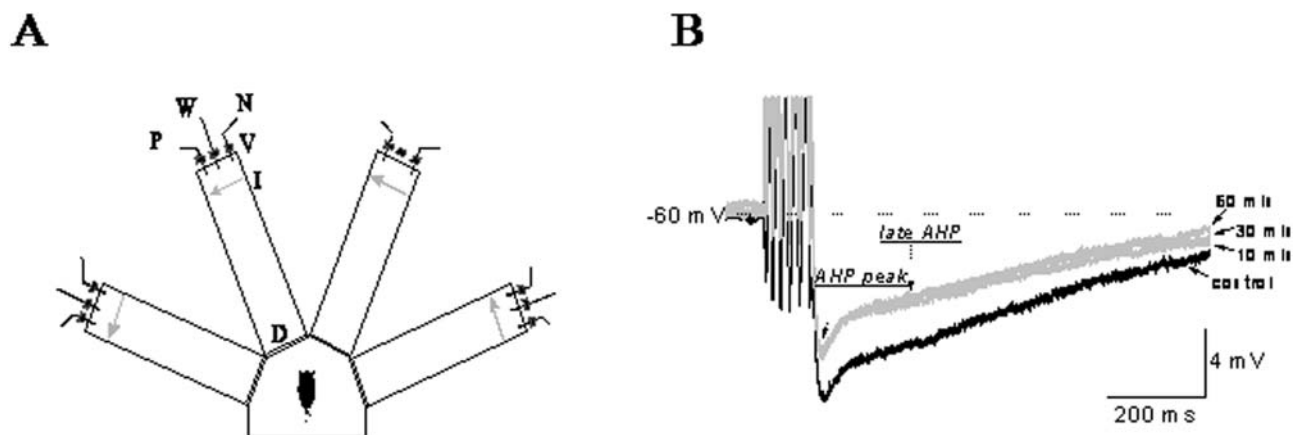 A
B
W
N
P
V
I
D
-60 mV
late AHP
AHP peak
60 min
30 min
10 min
control
4 mV
200 ms